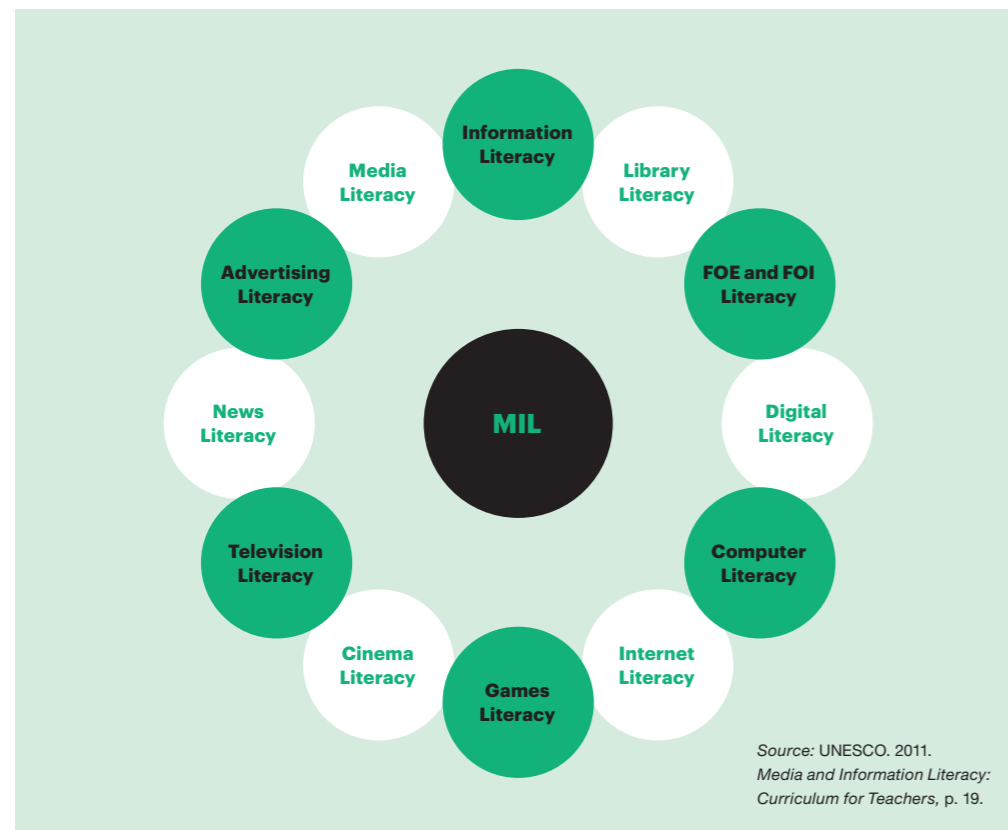 Information
Literacy
Library
Literacy
FOE and FOI
Literacy
Digital
Literacy
Computer
Literacy
Internet
Literacy
Games
Literacy
Cinema
Literacy
Television
Literacy
News
Literacy
Advertising
Literacy
Media
Literacy
MIL
Source: UNESCO. 2011.
Media and Information Literacy:
Curriculum for Teachers, p. 19.